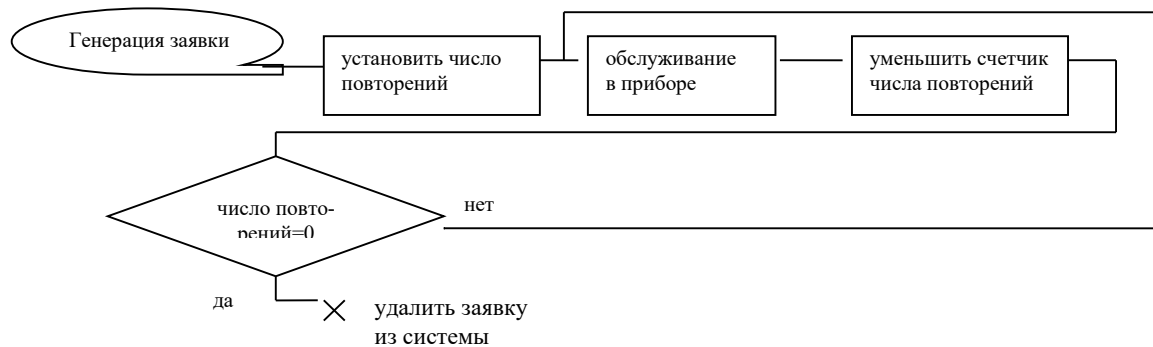 Генерация заявки
установить число
повторений
обслуживание
в приборе
уменьшить счетчик
числа повторений
число повто-
рений=0
нет
да
удалить заявку
из системы